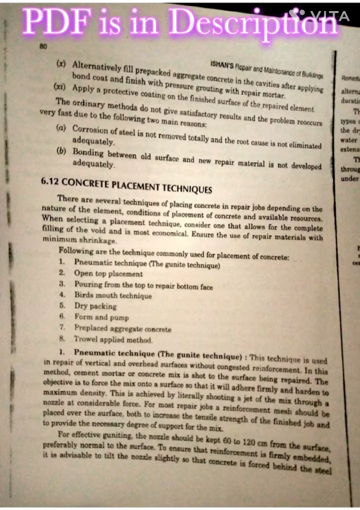 PDF is in Description
VITA
80
ISHAN'S Repair and Maintenance of Buildings
(x) Alternatively fill prepacked aggregate concrete in the cavities after applying
bond coat and finish with pressure grouting with repair mortar.
(xi) Apply a protective coating on the finished surface of the repaired element.
The ordinary methods do not give satisfactory results and the problem reoccurs
very fast due to the following two main reasons:
(a) Corrosion of steel is not removed totally and the root cause is not eliminated
adequately.
(b) Bonding between old surface and new repair material is not developed
adequately.
6.12 CONCRETE PLACEMENT TECHNIQUES
There are several techniques of placing concrete in repair jobs depending on the
nature of the element, conditions of placement of concrete and available resources.
When selecting a placement technique, consider one that allows for the complete
filling of the void and is most economical. Ensure the use of repair materials with
minimum shrinkage.
Following are the technique commonly used for placement of concrete:
1. Pneumatic technique (The gunite technique)
2. Open top placement
3. Pouring from the top to repair bottom face
4. Birds mouth technique
5. Dry packing
6. Form and pump
7. Preplaced aggregate concrete
8. Trowel applied method.
1. Pneumatic technique (The gunite technique) : This technique is used
in repair of vertical and overhead surfaces without congested reinforcement. In this
method, cement mortar or concrete mix is shot to the surface being repaired. The
objective is to force the mix onto a surface so that it will adhere firmly and harden to
maximum density. This is achieved by literally shooting a jet of the mix through a
nozzle at considerable force. For most repair jobs a reinforcement mesh should be
placed over the surface, both to increase the tensile strength of the finished job and
to provide the necessary degree of support for the mix.
For effective guniting, the nozzle should be kept 60 to 120 cm from the surface,
preferably normal to the surface. To ensure that reinforcement is firmly embedded,
it is advisable to tilt the nozzle slightly so that concrete is forced behind the steel